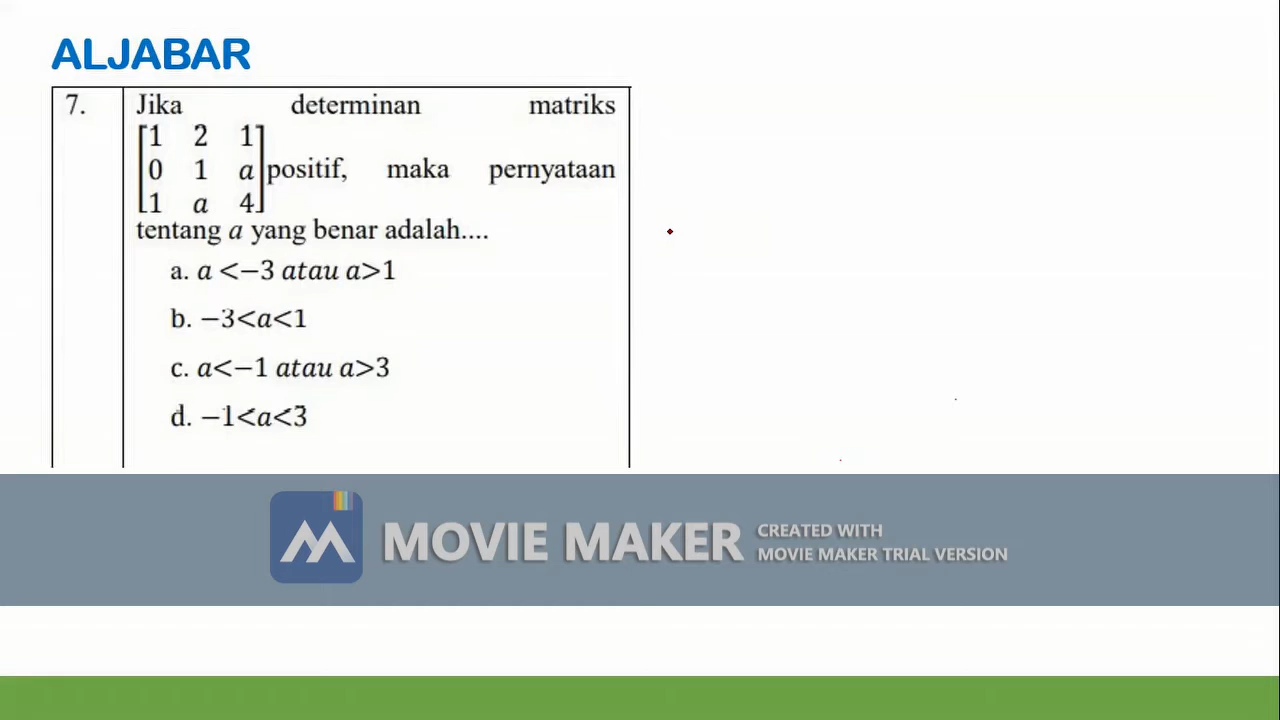 ALJABAR
7. Jika determinan matriks
[1 2 1]
[0 1 a] positif, maka pernyataan
[1 a 4]
tentang a yang benar adalah....
a. a <−3 atau a>1
b. −3<a<1
c. a<−1 atau a>3
d. −1<a<3
MOVIE MAKER
CREATED WITH
MOVIE MAKER TRIAL VERSION